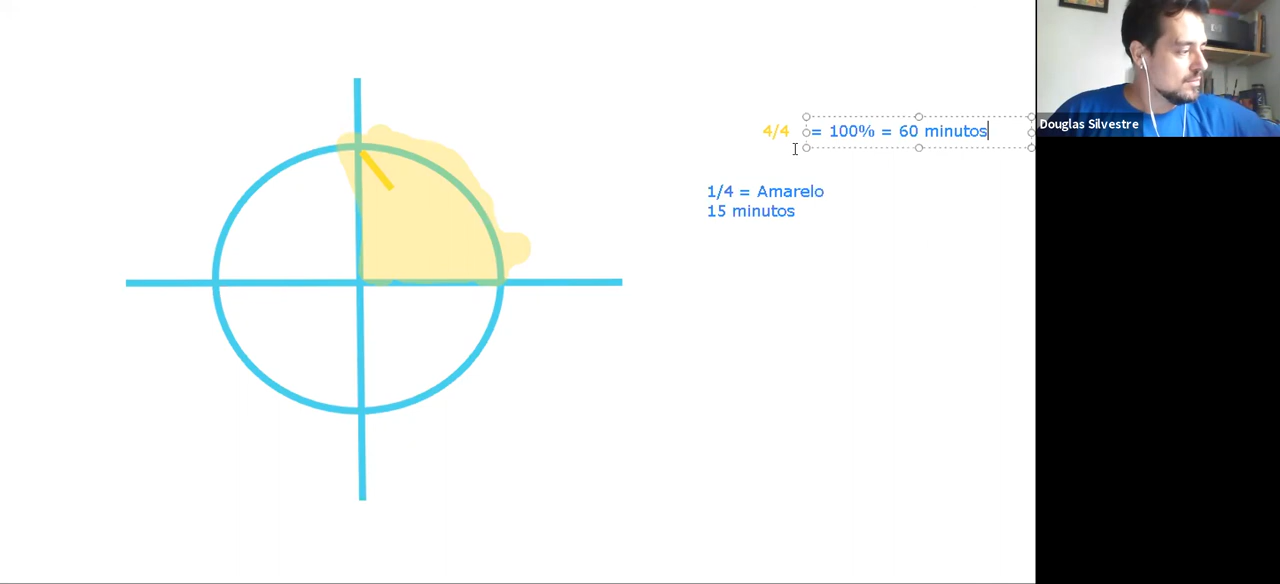 4/4 = 100% = 60 minutos
Douglas Silvestre
1/4 = Amarelo
15 minutos